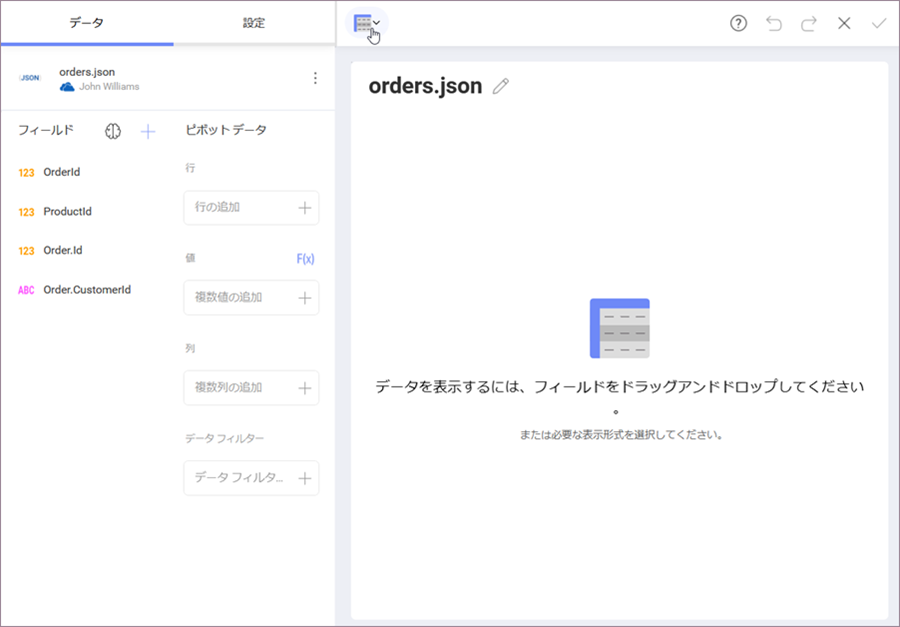 データ
設定
JSON
orders.json
John Williams
フィールド
ピボット データ
123 OrderId
123 ProductId
123 Order.Id
ABC Order.CustomerId
行
行の追加
値
F(x)
複数値の追加
列
複数列の追加
データ フィルター
データ フィルタ...
orders.json
データを表示するには、フィールドをドラッグアンドドロップしてください
。
または必要な表示形式を選択してください。